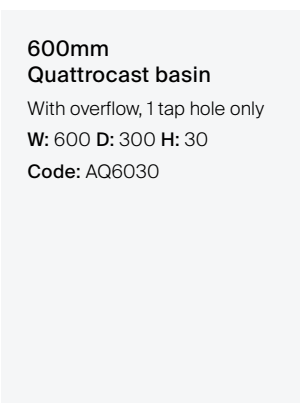 600mm
Quattrocast basin
With overflow, 1 tap hole only
W: 600 D: 300 H: 30
Code: AQ6030